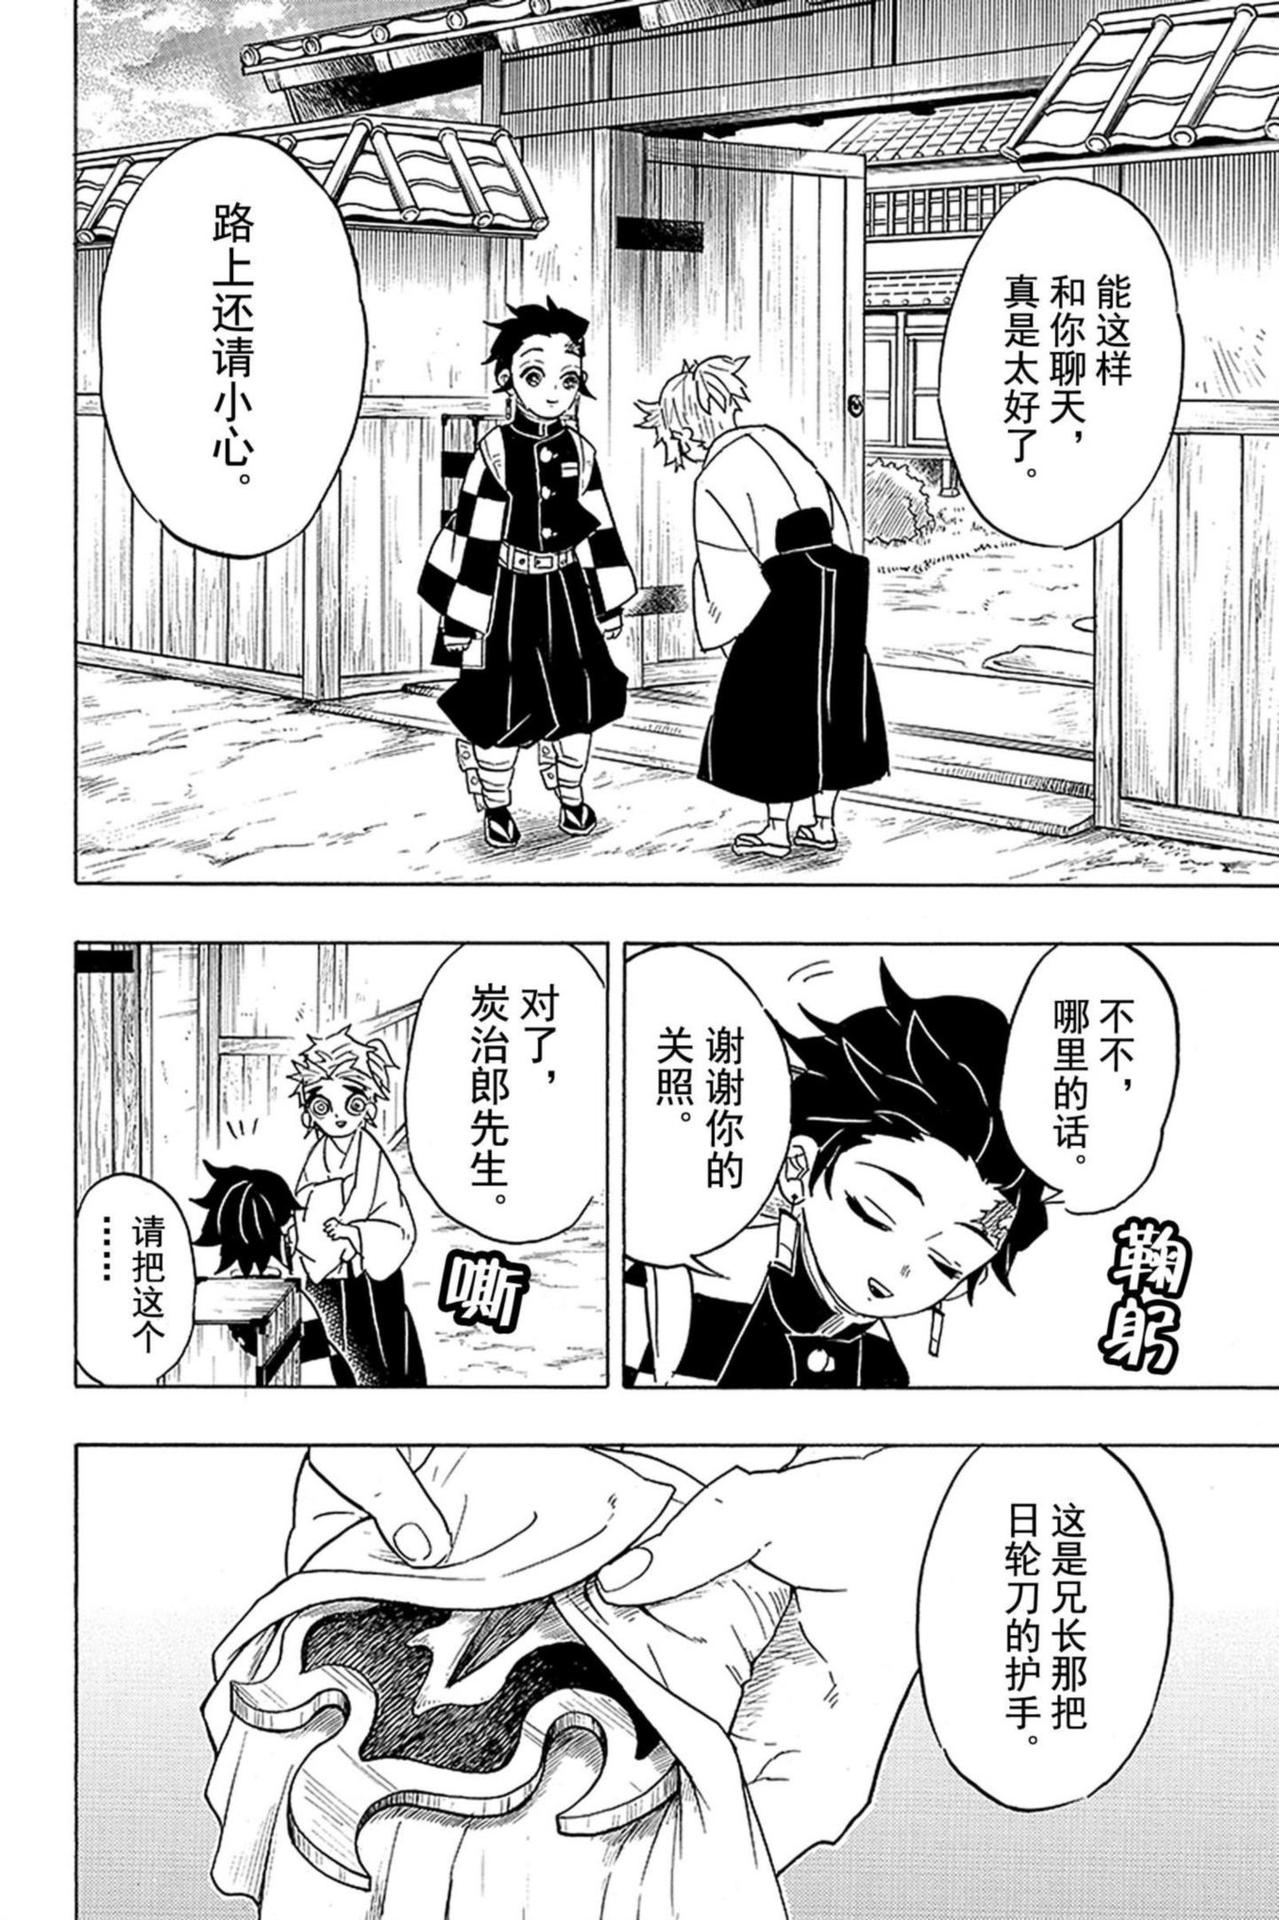 能这样
和你聊天，
真是太好了。
路上还请小心。
不不，
哪里的话。
谢谢你的
关照。
鞠躬
对了，
炭治郎先生。
嘶
请把这个
……
这是兄长那把
日轮刀的护手。